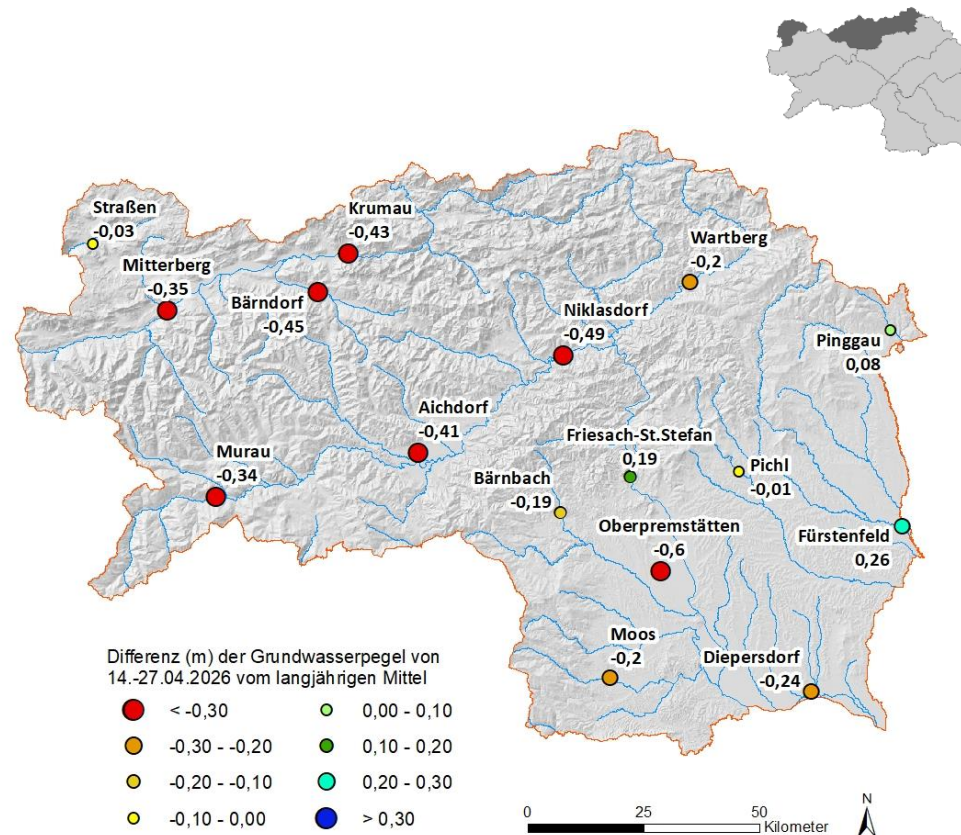 Straßen
-0,03
Krumau
-0,43
Wartberg
-0,2
Mitterberg
-0,35
Bärndorf
-0,45
Niklasdorf
-0,49
Pinggau
0,08
Aichdorf
-0,41
Friesach-St.Stefan
0,19
Murau
-0,34
Bärnbach
-0,19
Pichl
-0,01
Oberpremstätten
-0,6
Fürstenfeld
0,26
Moos
-0,2
Diepersdorf
-0,24
Differenz (m) der Grundwasserpegel von
14.-27.04.2026 vom langjährigen Mittel
< -0,30
-0,30 - -0,20
-0,20 - -0,10
-0,10 - 0,00
0,00 - 0,10
0,10 - 0,20
0,20 - 0,30
> 0,30
0 25 50
Kilometer
N